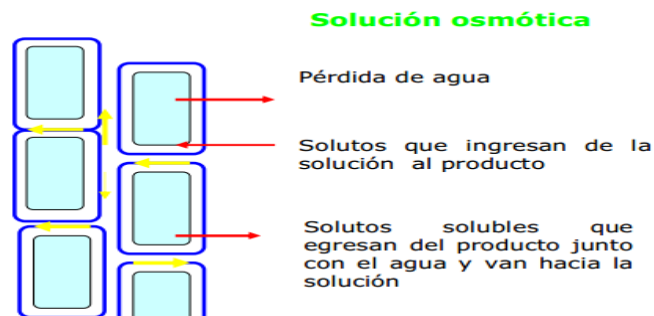 Solución osmótica
Pérdida de agua
Solutos que ingresan de la
solución al producto
Solutos solubles que
egresan del producto junto
con el agua y van hacia la
solución